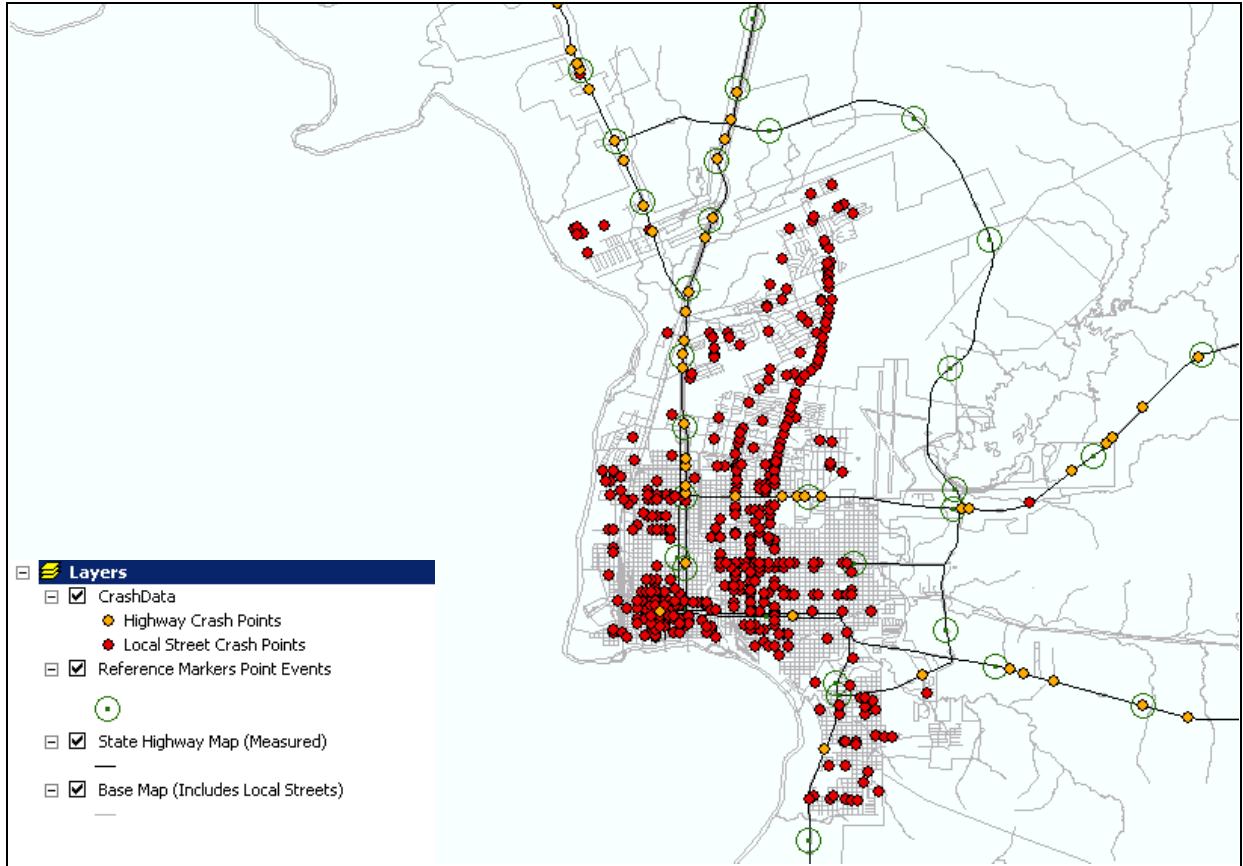 Layers
CrashData
Highway Crash Points
Local Street Crash Points
Reference Markers Point Events
State Highway Map (Measured)
Base Map (Includes Local Streets)